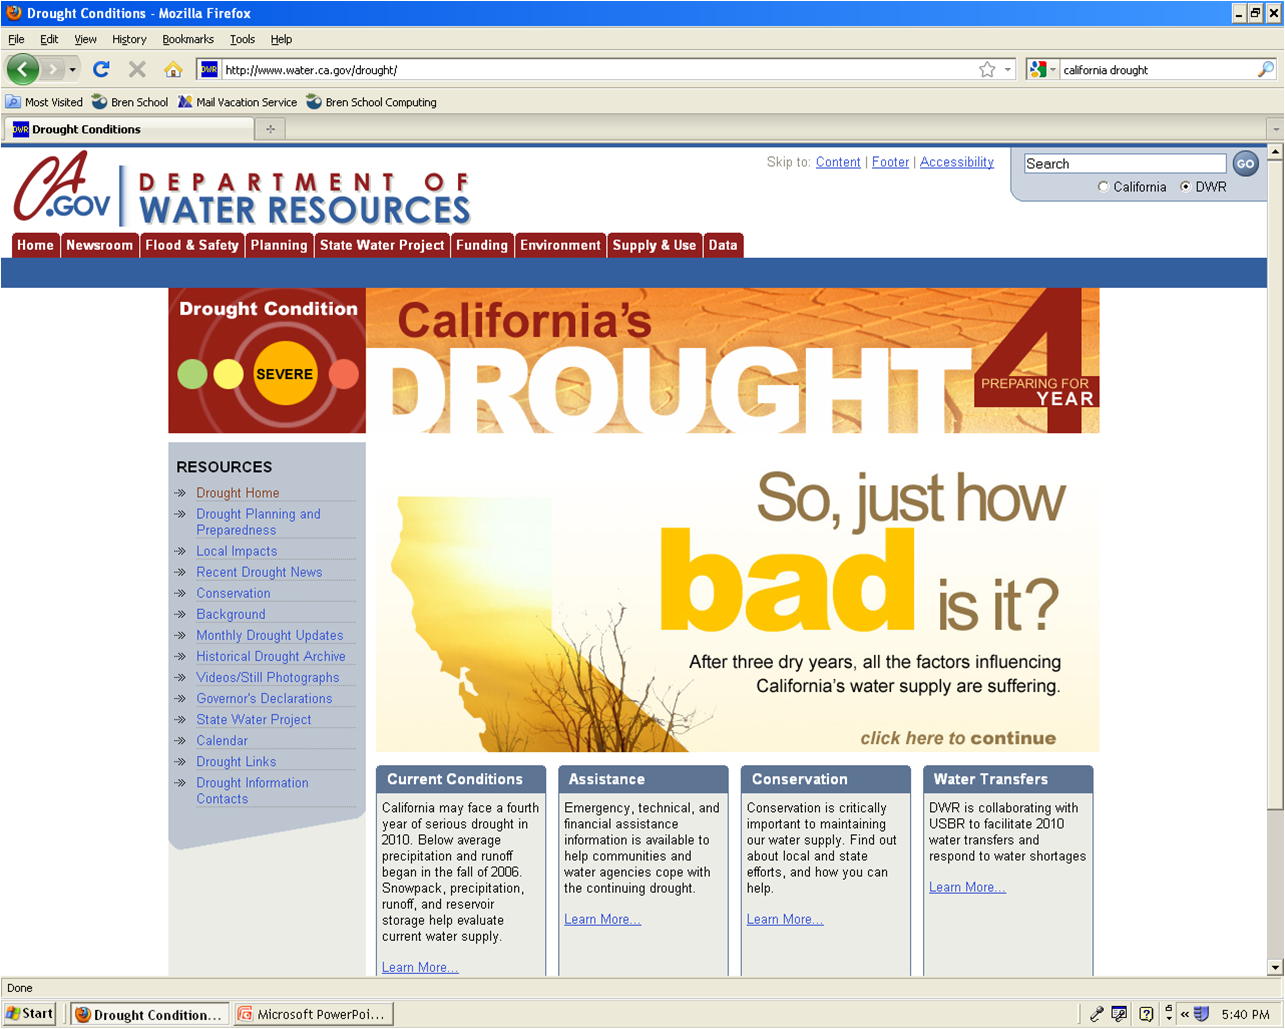 Drought Conditions - Mozilla Firefox
File Edit View History Bookmarks Tools Help
DWR http://www.water.ca.gov/drought/ california drought
Most Visited Bren School Mail Vacation Service Bren School Computing
DWR Drought Conditions
Skip to: Content | Footer | Accessibility
Search GO
California DWR
CA.GOV
DEPARTMENT OF
WATER RESOURCES
Home Newsroom Flood & Safety Planning State Water Project Funding Environment Supply & Use Data
Drought Condition
SEVERE
California's
DROUGHT
4
PREPARING FOR
YEAR
RESOURCES
Drought Home
Drought Planning and
Preparedness
Local Impacts
Recent Drought News
Conservation
Background
Monthly Drought Updates
Historical Drought Archive
Videos/Still Photographs
Governor's Declarations
State Water Project
Calendar
Drought Links
Drought Information
Contacts
So, just how
bad is it?
After three dry years, all the factors influencing
California's water supply are suffering.
click here to continue
Current Conditions
California may face a fourth
year of serious drought in
2010. Below average
precipitation and runoff
began in the fall of 2006.
Snowpack, precipitation,
runoff, and reservoir
storage help evaluate
current water supply.
Learn More...
Assistance
Emergency, technical, and
financial assistance
information is available to
help communities and
water agencies cope with
the continuing drought.
Learn More...
Conservation
Conservation is critically
important to maintaining
our water supply. Find out
about local and state
efforts, and how you can
help.
Learn More...
Water Transfers
DWR is collaborating with
USBR to facilitate 2010
water transfers and
respond to water shortages
Learn More...
Done
Start Drought Condition... Microsoft PowerPoi... 5:40 PM